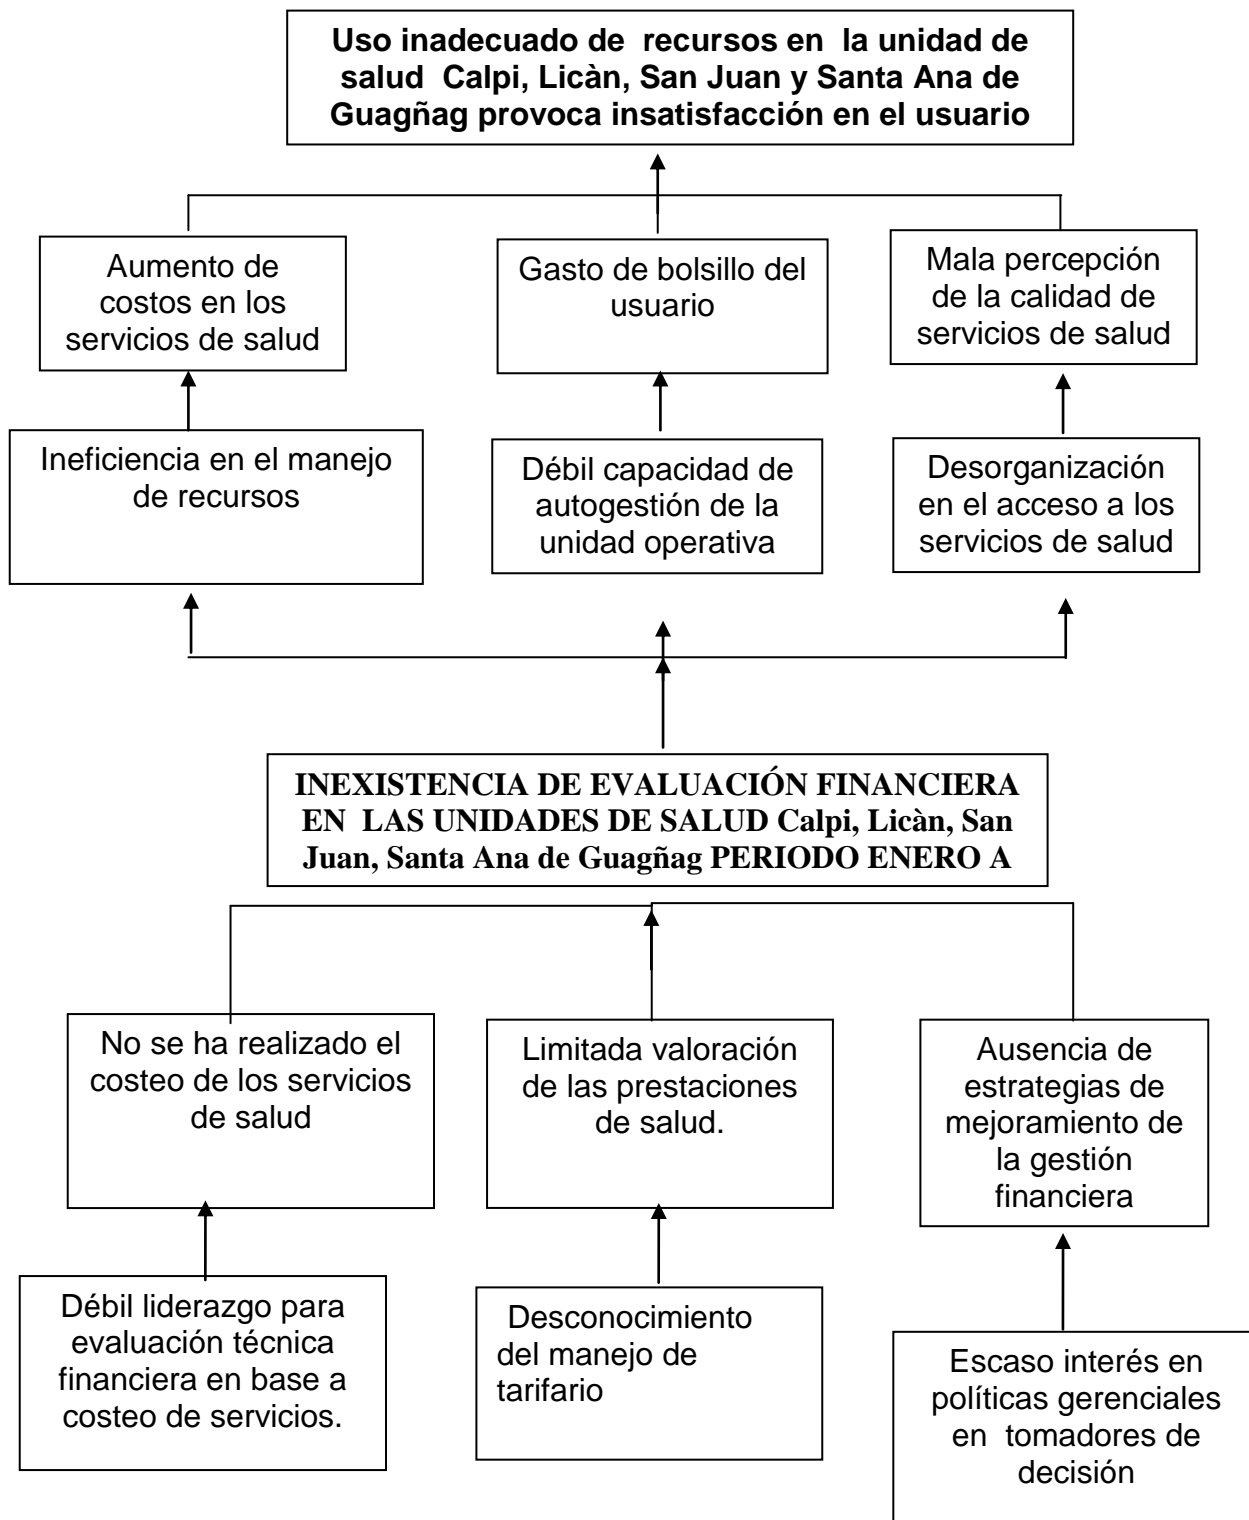 Uso inadecuado de recursos en la unidad de
salud Calpi, Licàn, San Juan y Santa Ana de
Guagñag provoca insatisfacción en el usuario
Aumento de
costos en los
servicios de salud
Gasto de bolsillo del
usuario
Mala percepción
de la calidad de
servicios de salud
Ineficiencia en el manejo
de recursos
Débil capacidad de
autogestión de la
unidad operativa
Desorganización
en el acceso a los
servicios de salud
INEXISTENCIA DE EVALUACIÓN FINANCIERA
EN LAS UNIDADES DE SALUD Calpi, Licàn, San
Juan, Santa Ana de Guagñag PERIODO ENERO A
No se ha realizado el
costeo de los servicios
de salud
Limitada valoración
de las prestaciones
de salud.
Ausencia de
estrategias de
mejoramiento de
la gestión
financiera
Débil liderazgo para
evaluación técnica
financiera en base a
costeo de servicios.
Desconocimiento
del manejo de
tarifario
Escaso interés en
políticas gerenciales
en tomadores de
decisión